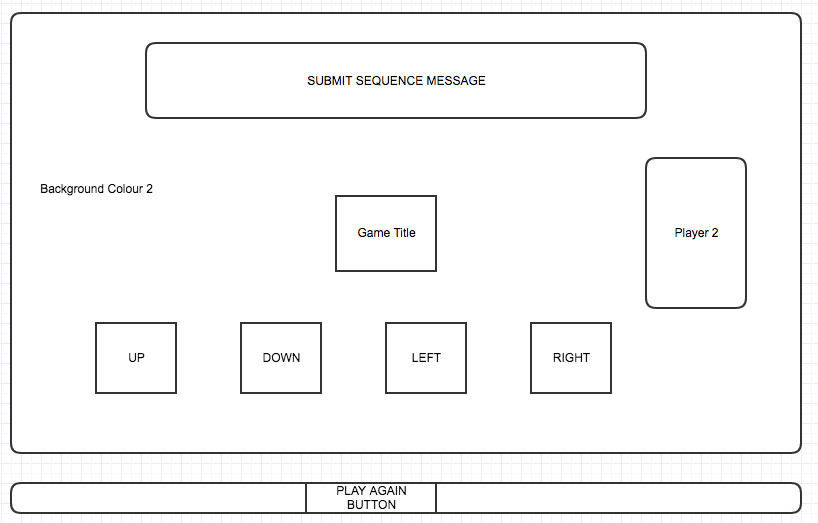 SUBMIT SEQUENCE MESSAGE
Background Colour 2
Game Title
Player 2
UP
DOWN
LEFT
RIGHT
PLAY AGAIN
BUTTON